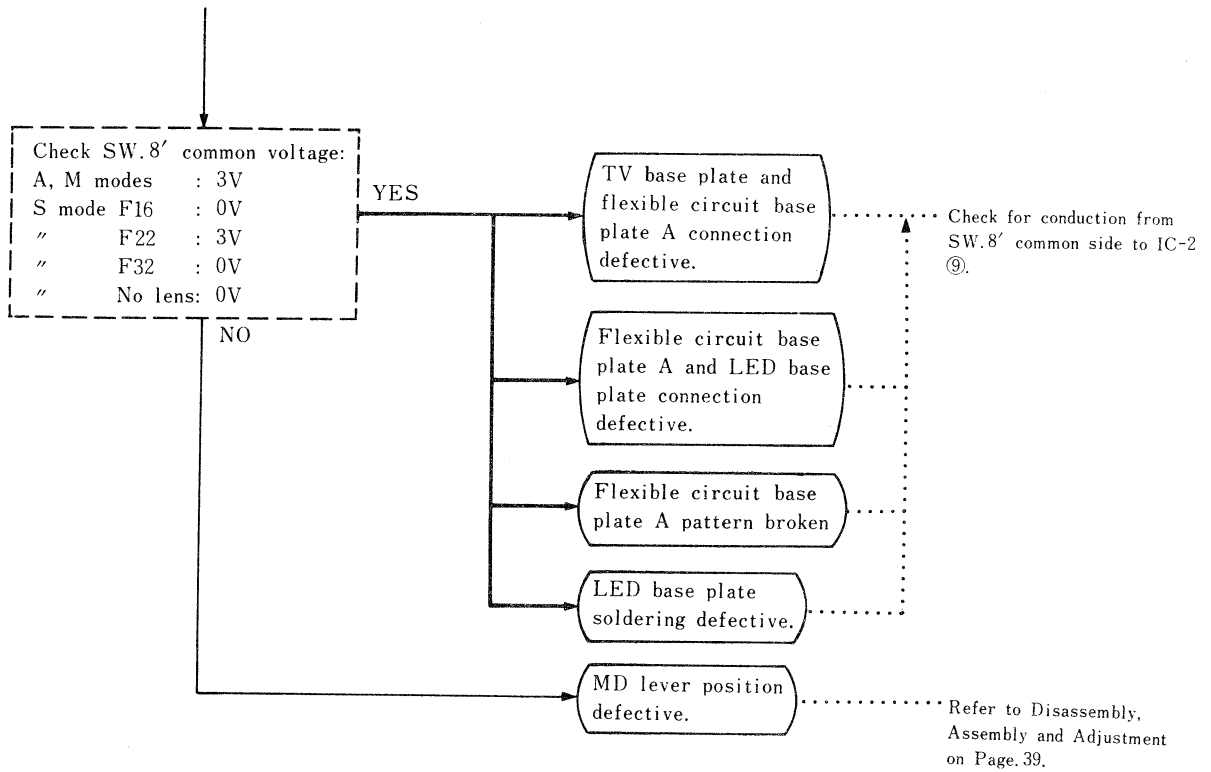 Check SW.8′ common voltage:
A, M modes : 3V
S mode F16 : 0V
〃 F22 : 3V
〃 F32 : 0V
〃 No lens: 0V
YES
NO
TV base plate and
flexible circuit base
plate A connection
defective.
Check for conduction from
SW.8′ common side to IC-2
⑨.
Flexible circuit base
plate A and LED base
plate connection
defective.
Flexible circuit base
plate A pattern broken
LED base plate
soldering defective.
MD lever position
defective.
Refer to Disassembly,
Assembly and Adjustment
on Page.39.